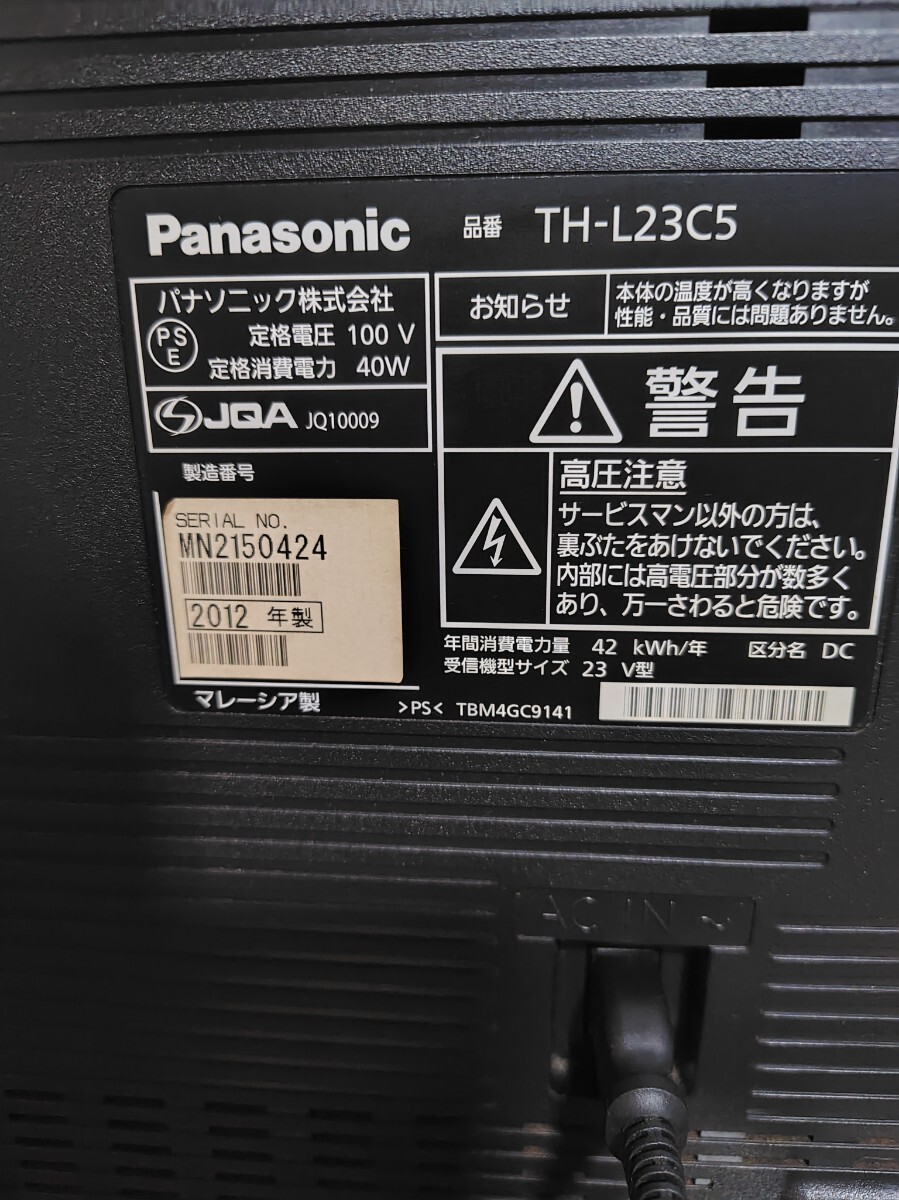 Panasonic 品番 TH-L23C5
パナソニック株式会社
PS
E
定格電圧 100 V
定格消費電力 40W
JQA JQ10009
製造番号
SERIAL NO.
MN2150424
2012 年製
マレーシア製
お知らせ
本体の温度が高くなりますが
性能・品質には問題ありません。
警告
高圧注意
サービスマン以外の方は、
裏ぶたをあけないでください。
内部には高電圧部分が数多く
あり、万一さわると危険です。
年間消費電力量 42 kWh/年 区分名 DC
受信機型サイズ 23 V型
>PS< TBM4GC9141
AC IN ~